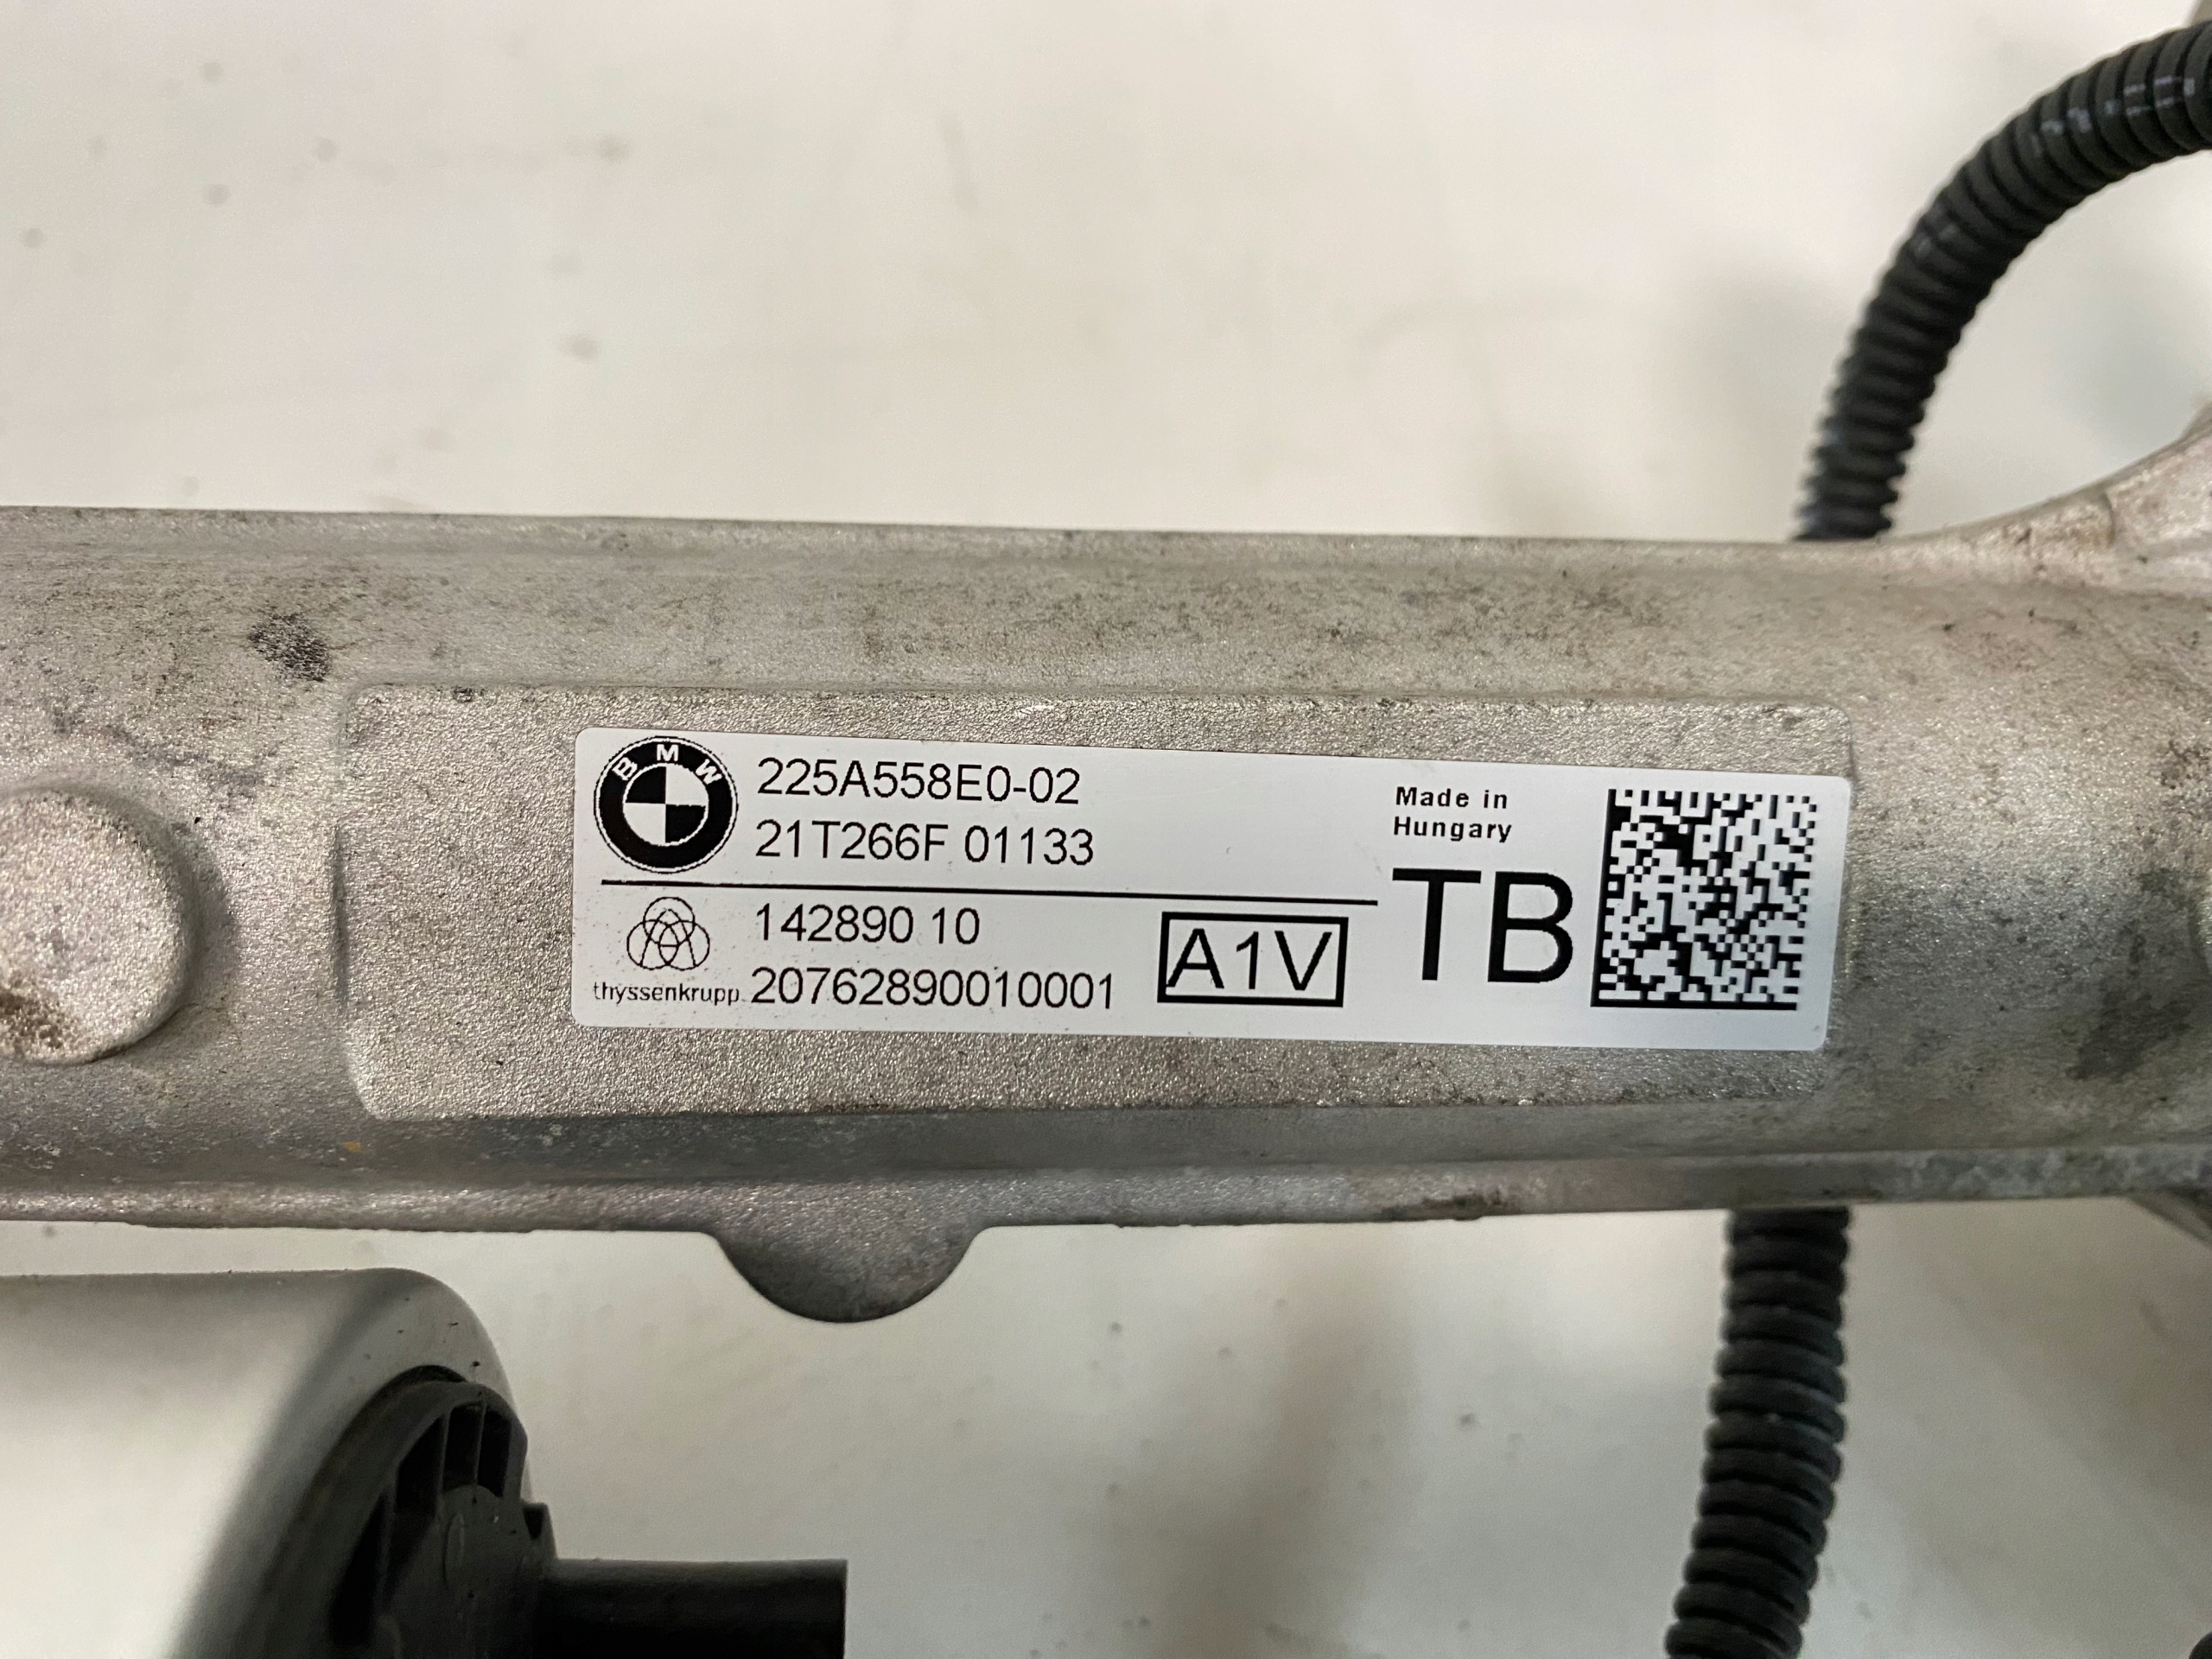 BMW
225A558E0-02
21T266F 01133
thyssenkrupp
142890 10
20762890010001
A1V
Made in
Hungary
TB